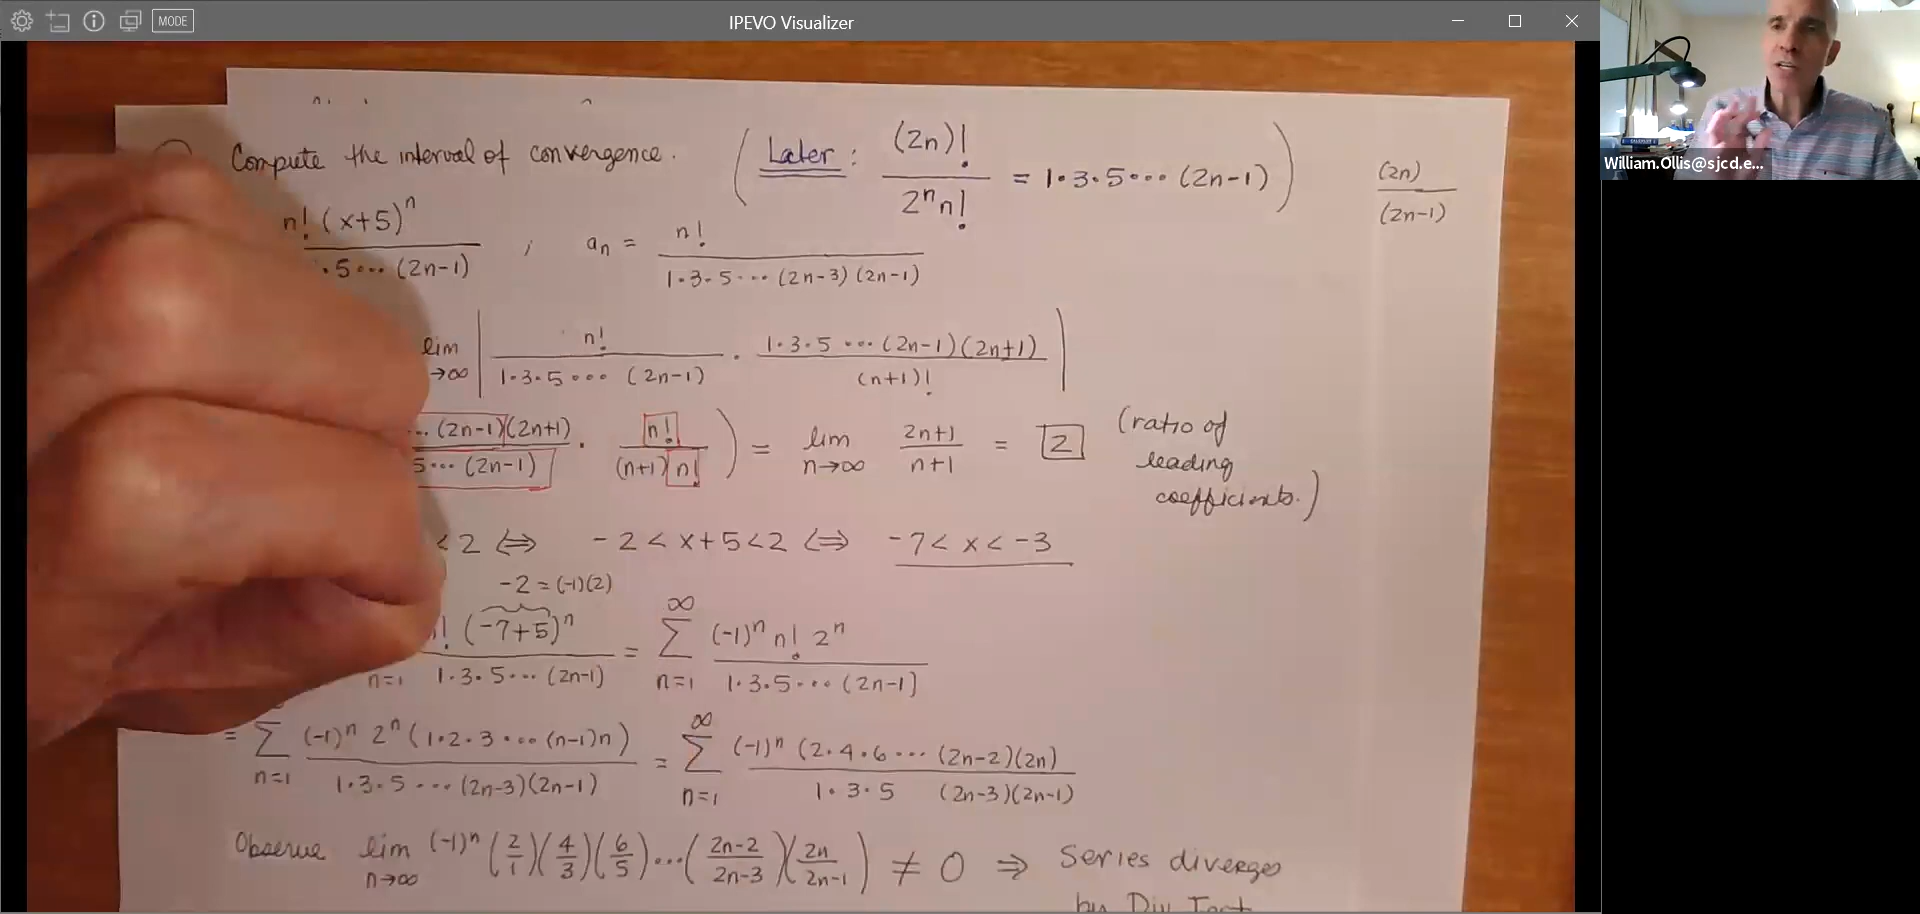 MODE
IPEVO Visualizer
William.Ollis@sjcd.e...
Compute the interval of convergence. ( Later : (2n)! / 2ⁿ n! = 1·3·5··· (2n-1) )
(2n) / (2n-1)
n! (x+5)ⁿ / ·5··· (2n-1) ; aₙ = n! / 1·3·5··· (2n-3)(2n-1)
lim →∞ | n! / 1·3·5··· (2n-1) · 1·3·5 ··· (2n-1)(2n+1) / (n+1)! |
·· (2n-1)(2n+1) / 5··· (2n-1) · n! / (n+1) n! ) = lim n→∞ 2n+1 / n+1 = 2 (ratio of leading coefficients.)
< 2 ⟺ -2 < x+5 < 2 ⟺ -7 < x < -3
-2 = (-1)(2)
n=1 ! (-7+5)ⁿ / 1·3·5··· (2n-1) = ∑ n=1 ∞ (-1)ⁿ n! 2ⁿ / 1·3·5··· (2n-1)
= ∑ n=1 (-1)ⁿ 2ⁿ (1·2·3 ··· (n-1)n) / 1·3·5 ··· (2n-3)(2n-1) = ∑ n=1 ∞ (-1)ⁿ (2·4·6 ··· (2n-2)(2n) / 1·3·5 (2n-3)(2n-1)
Observe lim n→∞ (-1)ⁿ (2/1)(4/3)(6/5)···(2n-2 / 2n-3)(2n / 2n-1) ≠ 0 ⇒ Series diverges
by Div Test